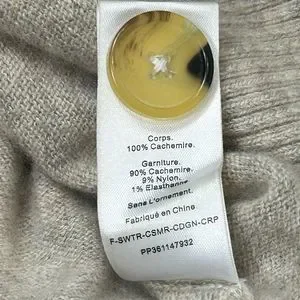 Corps.
100% Cachemire.
Garniture.
90% Cachemire.
9% Nylon.
1% Elasthanne
Sans L'ornement.
Fabriqué en Chine
F-SWTR-CSMR-CDGN-CRP
PP361147932